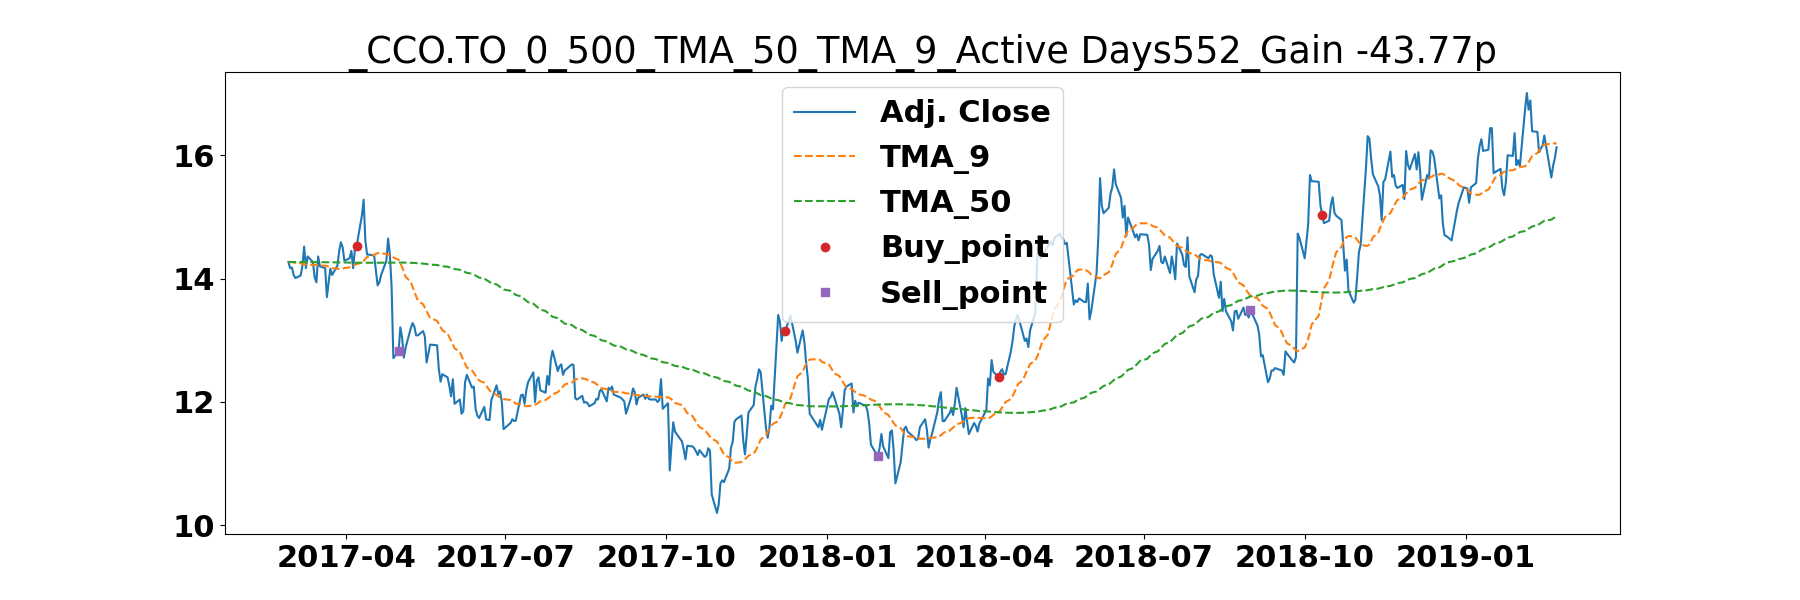 _CCO.TO_0_500_TMA_50_TMA_9_Active Days552_Gain -43.77p
Adj. Close
TMA_9
TMA_50
Buy_point
Sell_point
16
14
12
10
2017-04 2017-07 2017-10 2018-01 2018-04 2018-07 2018-10 2019-01